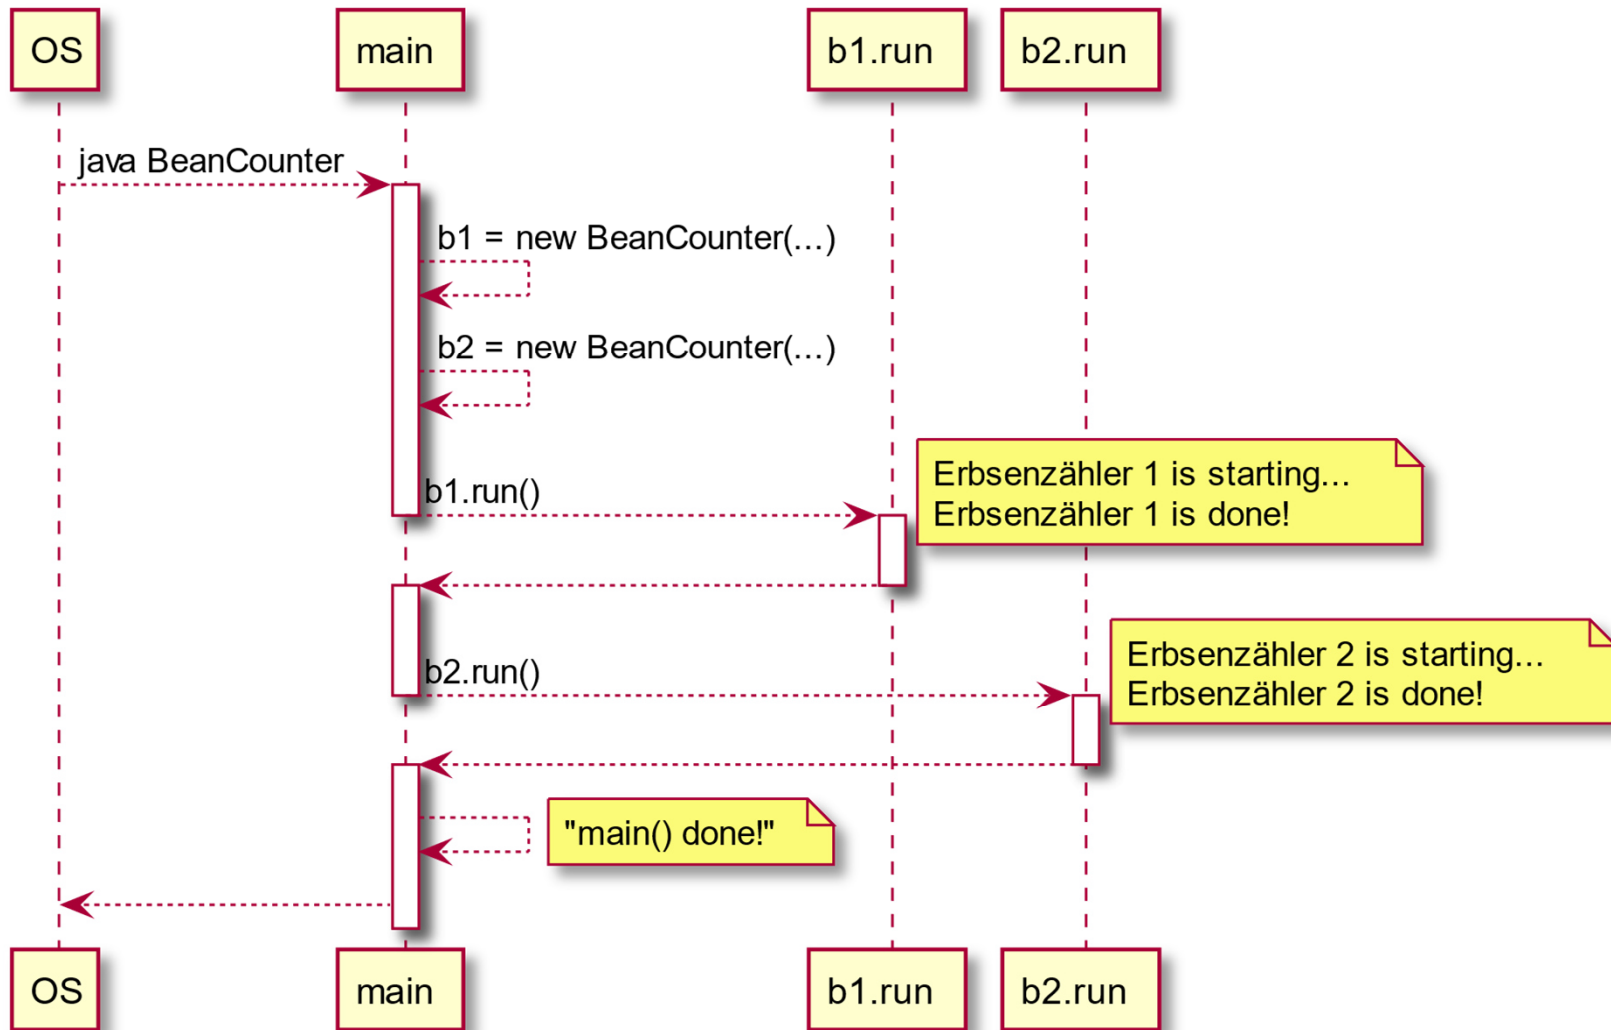 OS
main
b1.run
b2.run
java BeanCounter
b1 = new BeanCounter(...)
b2 = new BeanCounter(...)
b1.run()
Erbsenzähler 1 is starting...
Erbsenzähler 1 is done!
b2.run()
Erbsenzähler 2 is starting...
Erbsenzähler 2 is done!
"main() done!"
OS
main
b1.run
b2.run